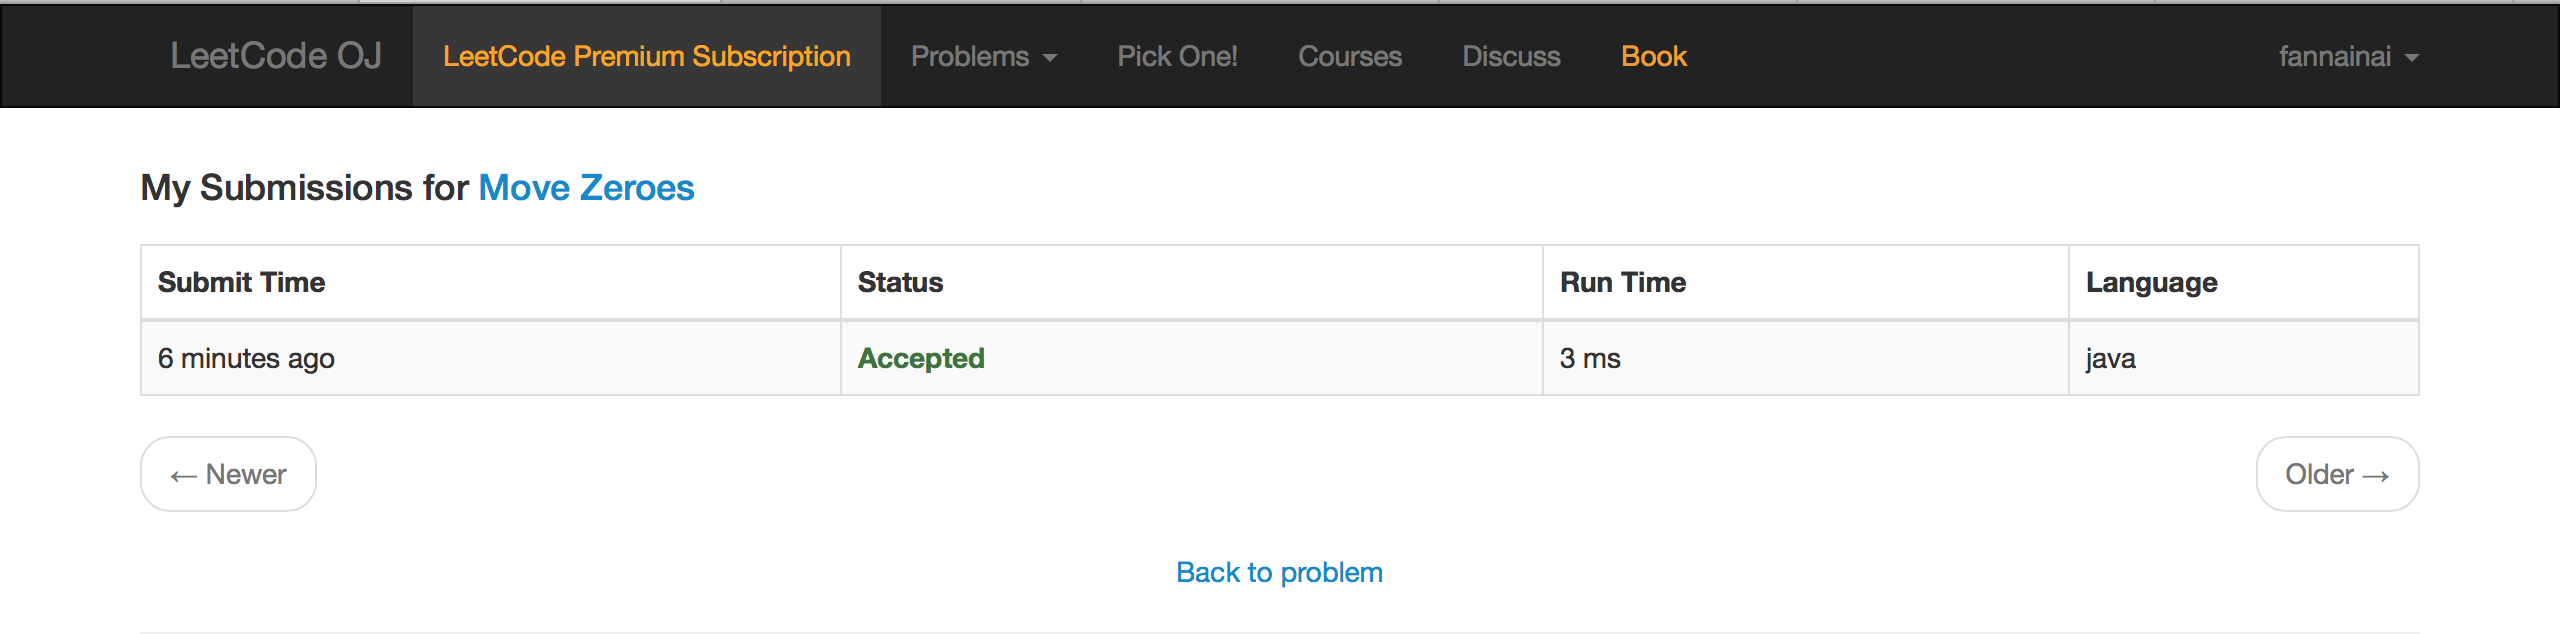 LeetCode OJ LeetCode Premium Subscription Problems Pick One! Courses Discuss Book fannainai
My Submissions for Move Zeroes
Submit Time Status Run Time Language
6 minutes ago Accepted 3 ms java
← Newer Older →
Back to problem